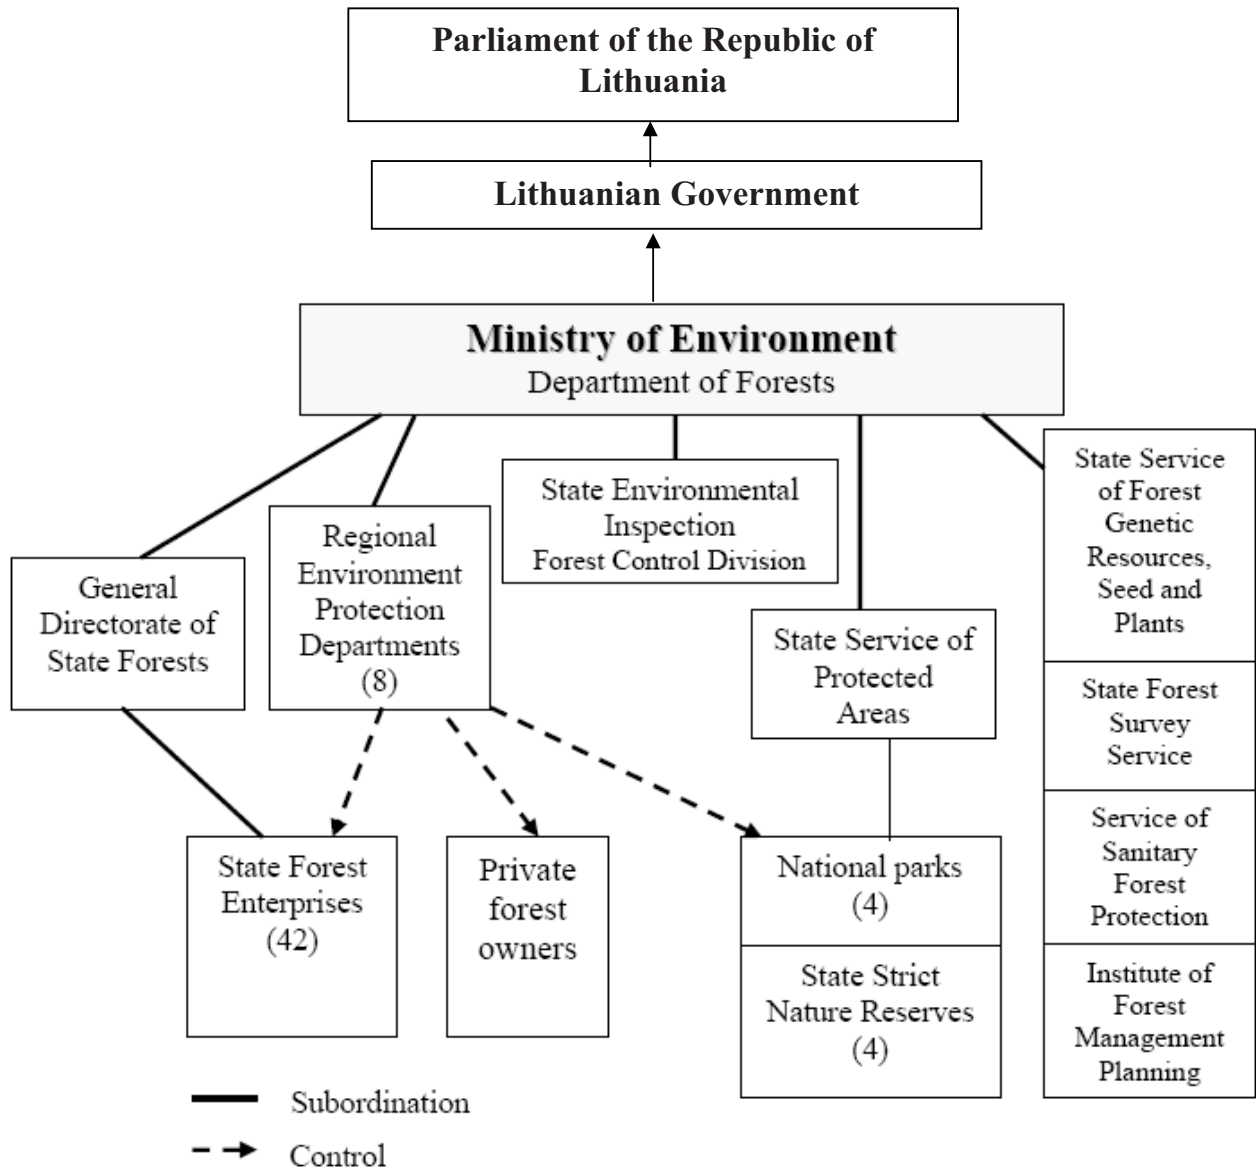 Parliament of the Republic of
Lithuania
Lithuanian Government
Ministry of Environment
Department of Forests
General
Directorate of
State Forests
Regional
Environment
Protection
Departments
(8)
State Environmental
Inspection
Forest Control Division
State Service of
Protected
Areas
State Service
of Forest
Genetic
Resources,
Seed and
Plants
State Forest
Survey
Service
Service of
Sanitary
Forest
Protection
Institute of
Forest
Management
Planning
State Forest
Enterprises
(42)
Private
forest
owners
National parks
(4)
State Strict
Nature Reserves
(4)
Subordination
Control